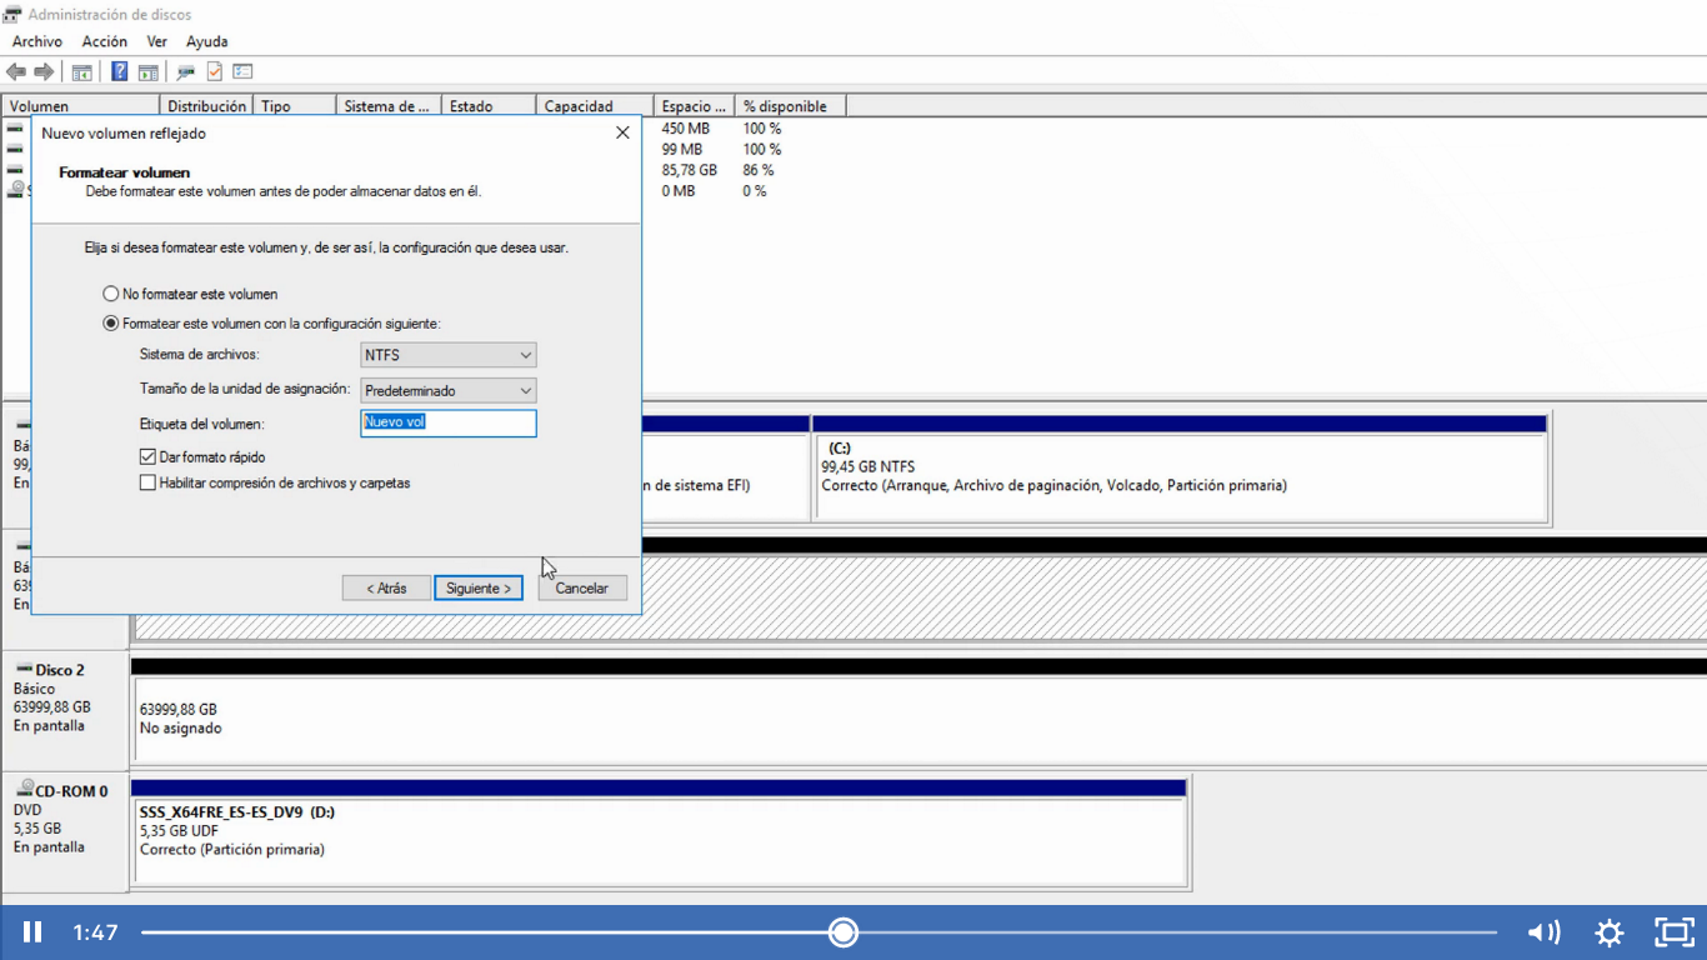 Administración de discos
Archivo Acción Ver Ayuda
Volumen Distribución Tipo Sistema de ... Estado Capacidad Espacio ... % disponible
450 MB 100 %
99 MB 100 %
85,78 GB 86 %
0 MB 0 %
Nuevo volumen reflejado
Formatear volumen
Debe formatear este volumen antes de poder almacenar datos en él.
Elija si desea formatear este volumen y, de ser así, la configuración que desea usar.
No formatear este volumen
Formatear este volumen con la configuración siguiente:
Sistema de archivos: NTFS
Tamaño de la unidad de asignación: Predeterminado
Etiqueta del volumen: Nuevo vol
Dar formato rápido
Habilitar compresión de archivos y carpetas
< Atrás Siguiente > Cancelar
Bá
99,
En
n de sistema EFI)
(C:)
99,45 GB NTFS
Correcto (Arranque, Archivo de paginación, Volcado, Partición primaria)
Bá
63
En
Disco 2
Básico
63999,88 GB
En pantalla
63999,88 GB
No asignado
CD-ROM 0
DVD
5,35 GB
En pantalla
SSS_X64FRE_ES-ES_DV9 (D:)
5,35 GB UDF
Correcto (Partición primaria)
1:47